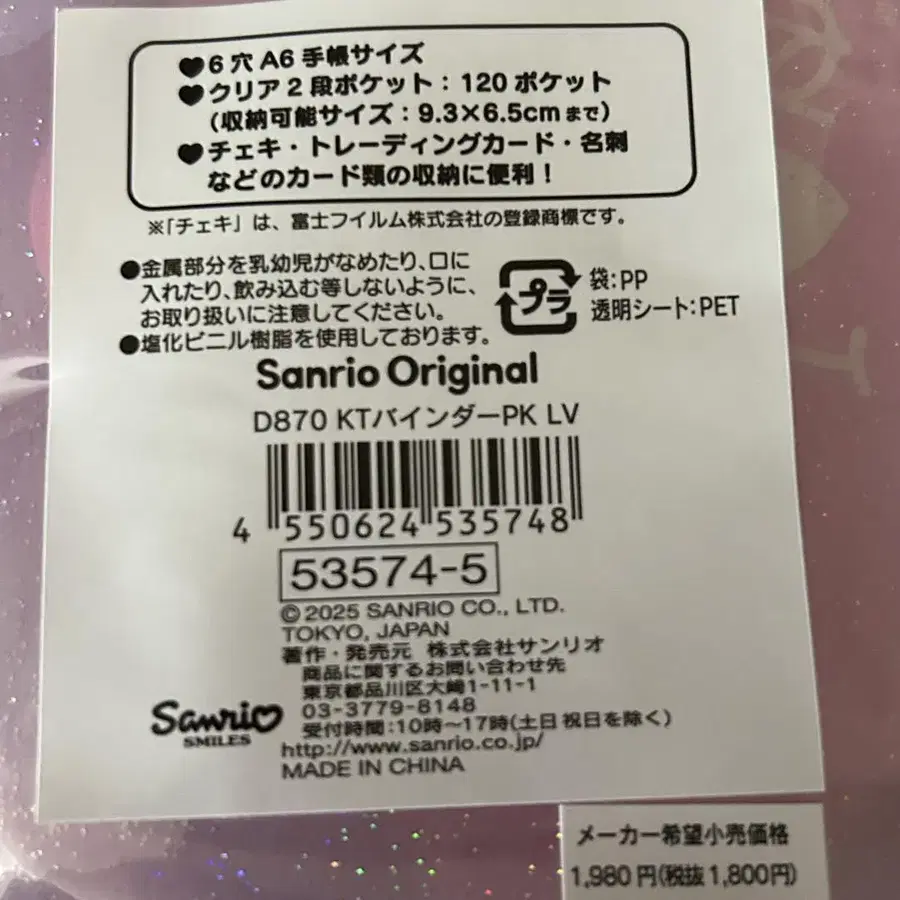 ♥6穴 A6 手帳サイズ
♥クリア2段ポケット：120ポケット
（収納可能サイズ：9.3×6.5cmまで）
♥チェキ・トレーディングカード・名刺
などのカード類の収納に便利！
※「チェキ」は、富士フイルム株式会社の登録商標です。
●金属部分を乳幼児がなめたり、口に
入れたり、飲み込む等しないように、
お取り扱いに注意してください。
●塩化ビニル樹脂を使用しております。
プラ
袋：PP
透明シート：PET
Sanrio Original
D870 KTバインダーPK LV
4 550624 535748
53574-5
© 2025 SANRIO CO., LTD.
TOKYO, JAPAN
著作・発売元 株式会社サンリオ
商品に関するお問い合わせ先
東京都品川区大崎1-11-1
03-3779-8148
受付時間：10時～17時(土日祝日を除く)
http://www.sanrio.co.jp/
MADE IN CHINA
Sanrio
SMILES
メーカー希望小売価格
1,980円(税抜1,800円)